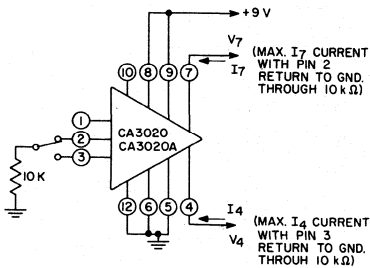 +9 V
V7
(MAX. I7 CURRENT
WITH PIN 2
RETURN TO GND.
THROUGH 10 kΩ)
I7
10
8
9
7
1
2
3
CA3020
CA3020A
10K
12
6
5
4
I4
(MAX. I4 CURRENT
WITH PIN 3
RETURN TO GND.
THROUH 10 kΩ)
V4